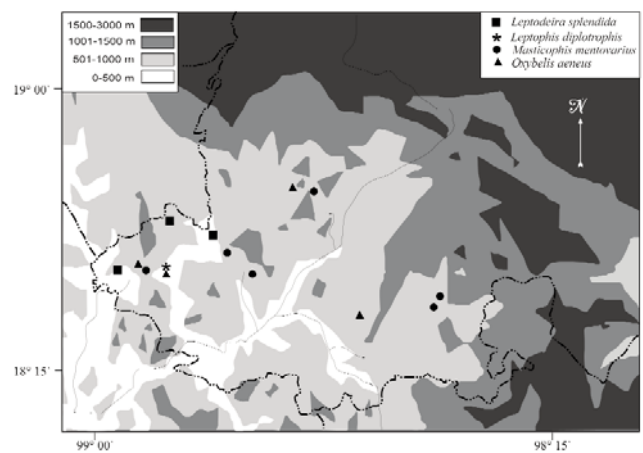 1500-3000 m
1001-1500 m
501-1000 m
0-500 m
Leptodeira splendida
Leptophis diplotrophis
Masticophis mentovarius
Oxybelis aeneus
N
19° 00'
18° 15'
99° 00'
98° 15'